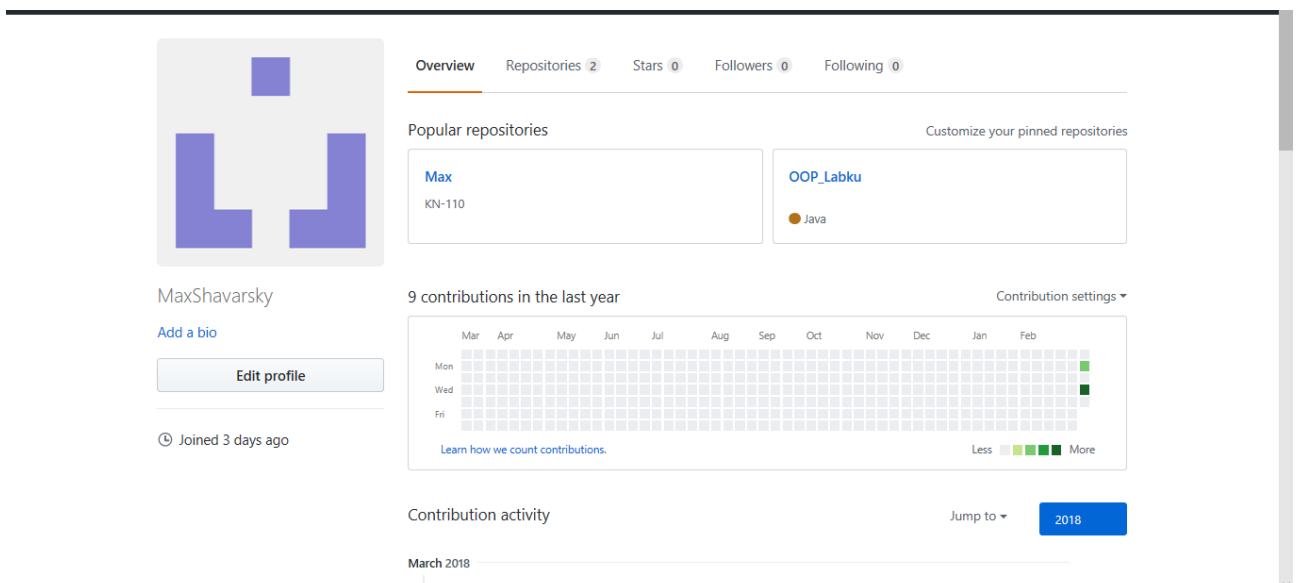 Overview Repositories 2 Stars 0 Followers 0 Following 0
Popular repositories Customize your pinned repositories
Max
KN-110
OOP_Labku
Java
MaxShavarsky
Add a bio
Edit profile
Joined 3 days ago
9 contributions in the last year Contribution settings
Mar Apr May Jun Jul Aug Sep Oct Nov Dec Jan Feb
Mon
Wed
Fri
Learn how we count contributions. Less More
Contribution activity Jump to 2018
March 2018